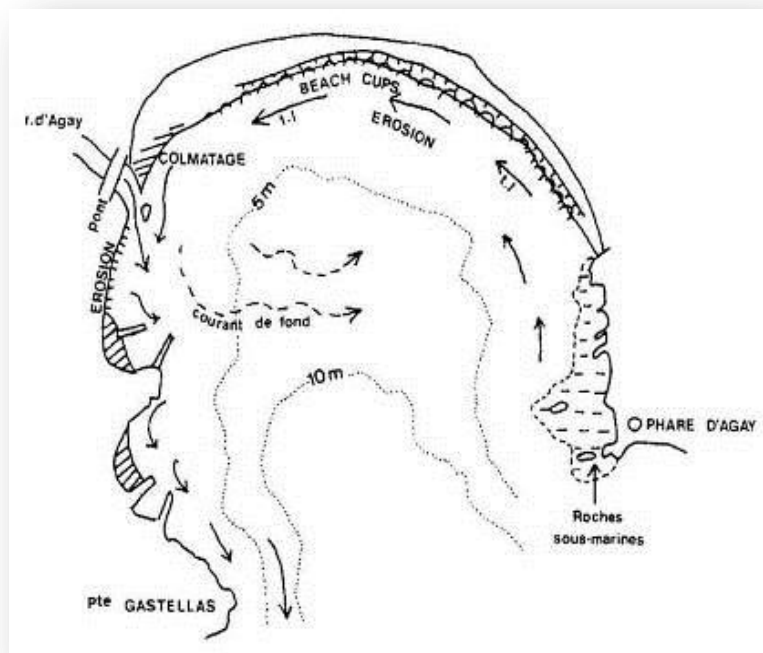 BEACH CUPS
t.l
EROSION
r.d'Agay
COLMATAGE
t.l
Pont
5m
EROSION
courant de fond
10m
PHARE D'AGAY
Roches
sous-marines
pte GASTELLAS